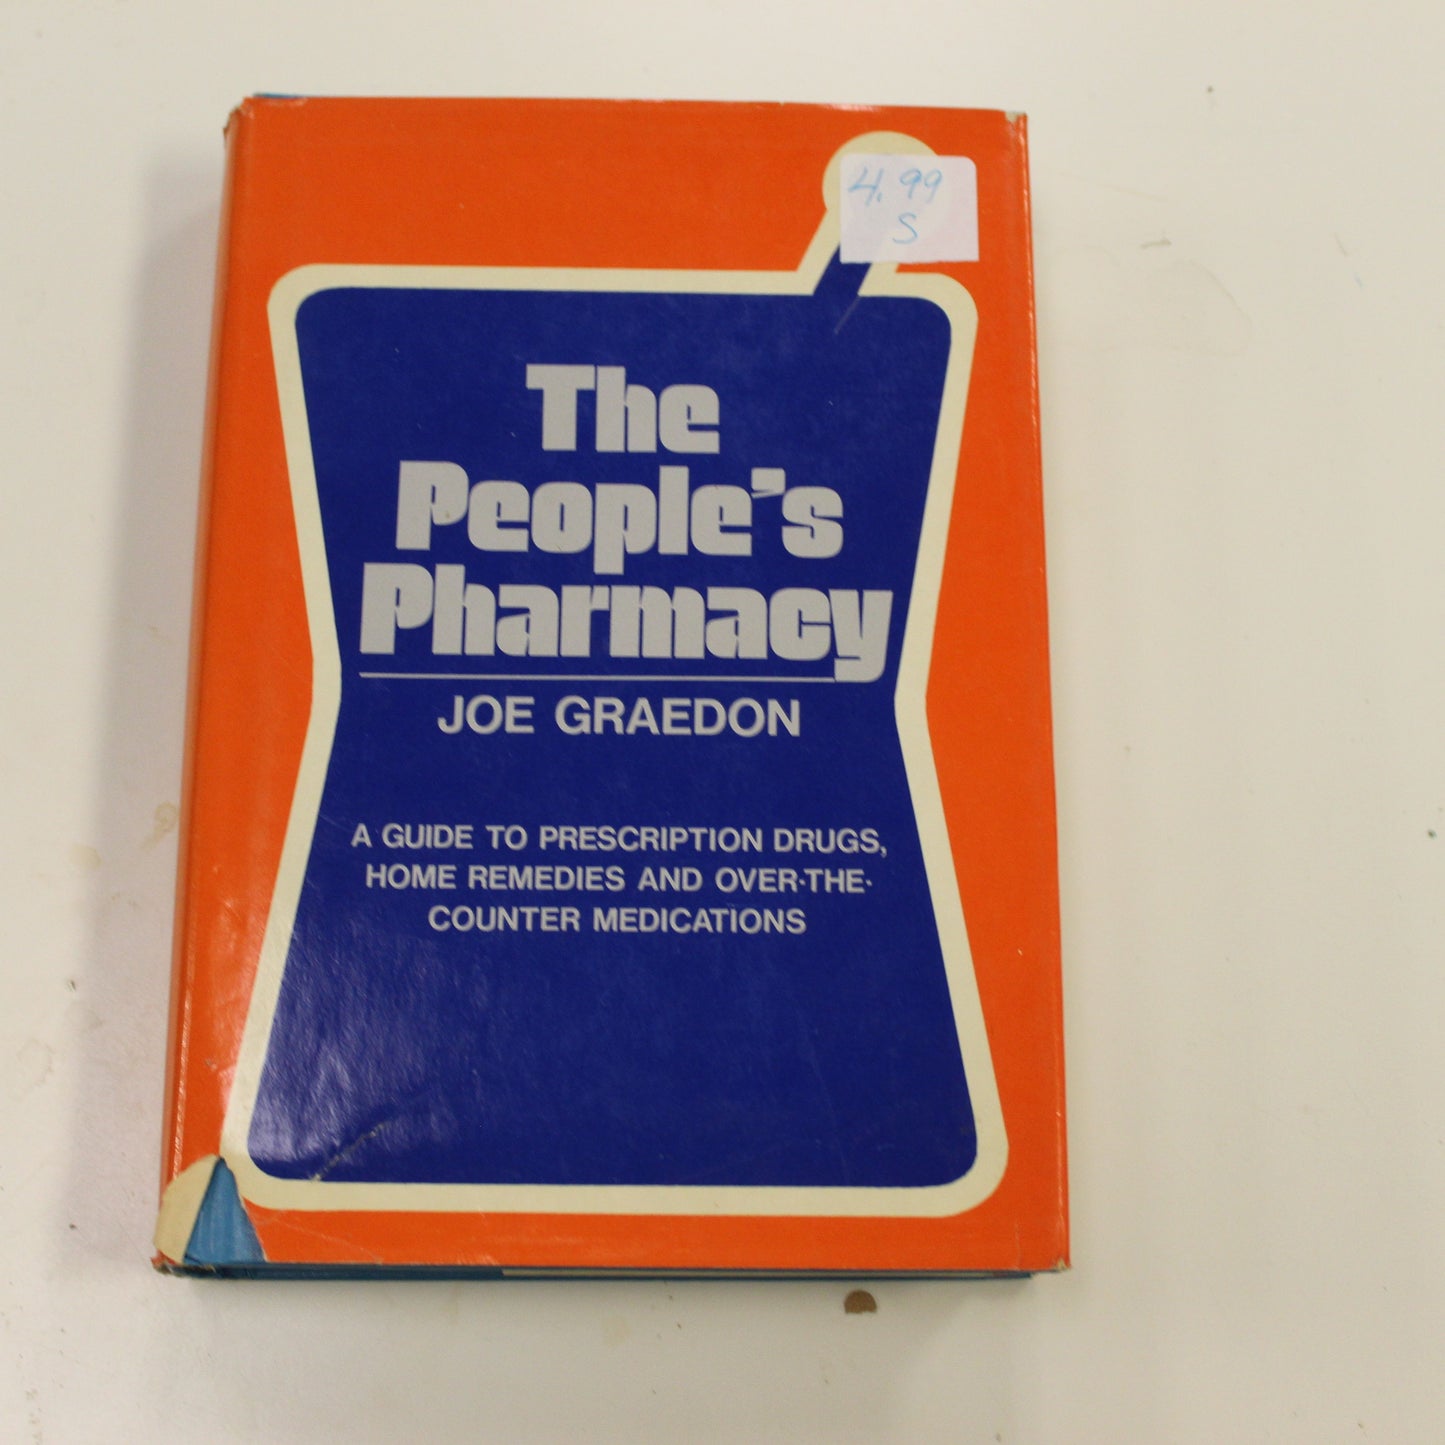 4.99
S
The
People's
Pharmacy
JOE GRAEDON
A GUIDE TO PRESCRIPTION DRUGS,
HOME REMEDIES AND OVER-THE-
COUNTER MEDICATIONS